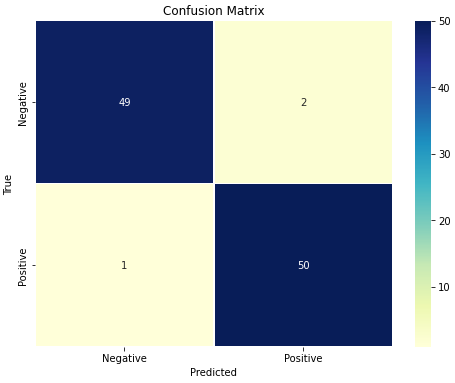 Confusion Matrix
50
Negative
49
2
40
30
True
20
Positive
1
50
10
Negative
Positive
Predicted